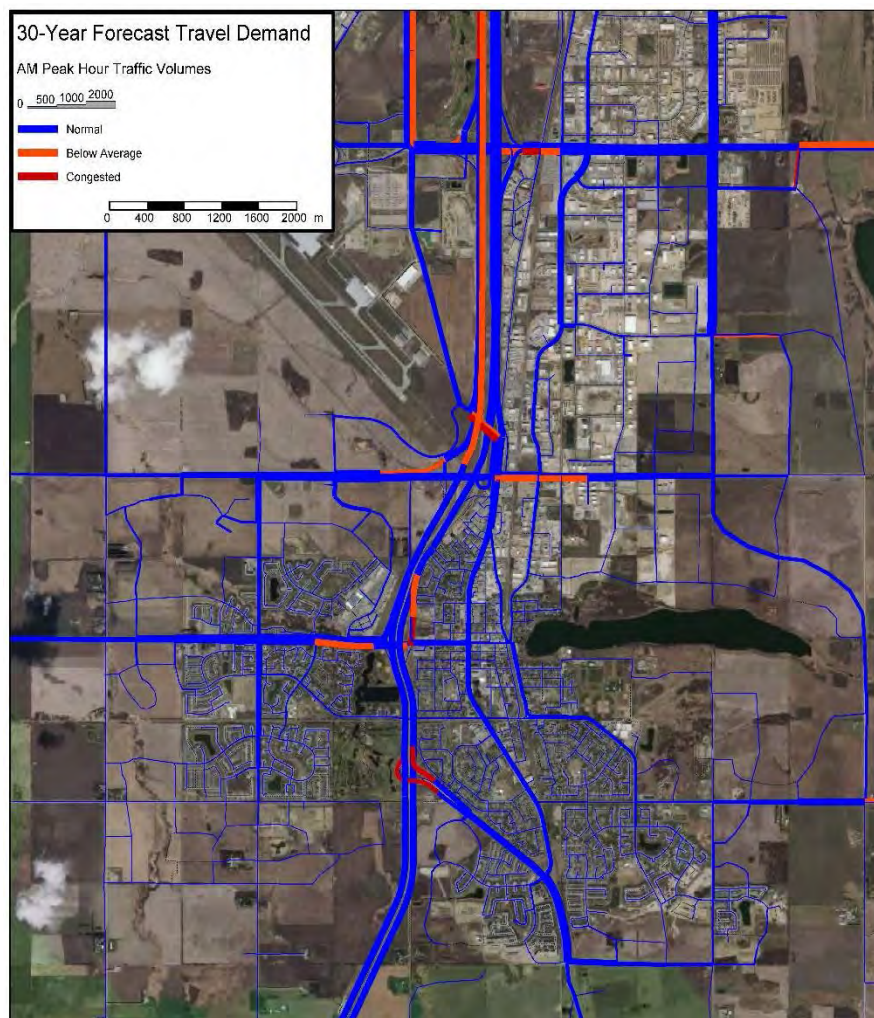 30-Year Forecast Travel Demand
AM Peak Hour Traffic Volumes
0 500 1000 2000
Normal
Below Average
Congested
0 400 800 1200 1600 2000 m